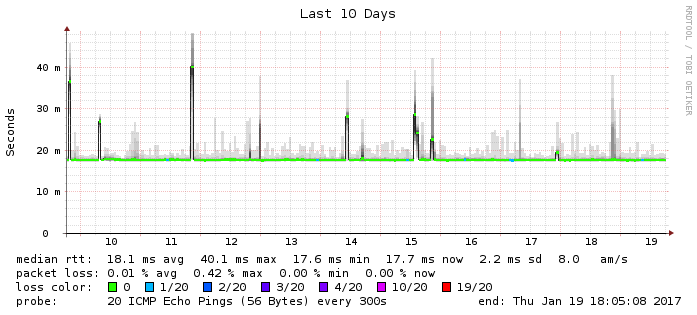 Last 10 Days
RRDTOOL / TOBI OETIKER
Seconds
40 m
30 m
20 m
10 m
0
10 11 12 13 14 15 16 17 18 19
median rtt: 18.1 ms avg 40.1 ms max 17.6 ms min 17.7 ms now 2.2 ms sd 8.0 am/s
packet loss: 0.01 % avg 0.42 % max 0.00 % min 0.00 % now
loss color: 0 1/20 2/20 3/20 4/20 10/20 19/20
probe: 20 ICMP Echo Pings (56 Bytes) every 300s end: Thu Jan 19 18:05:08 2017